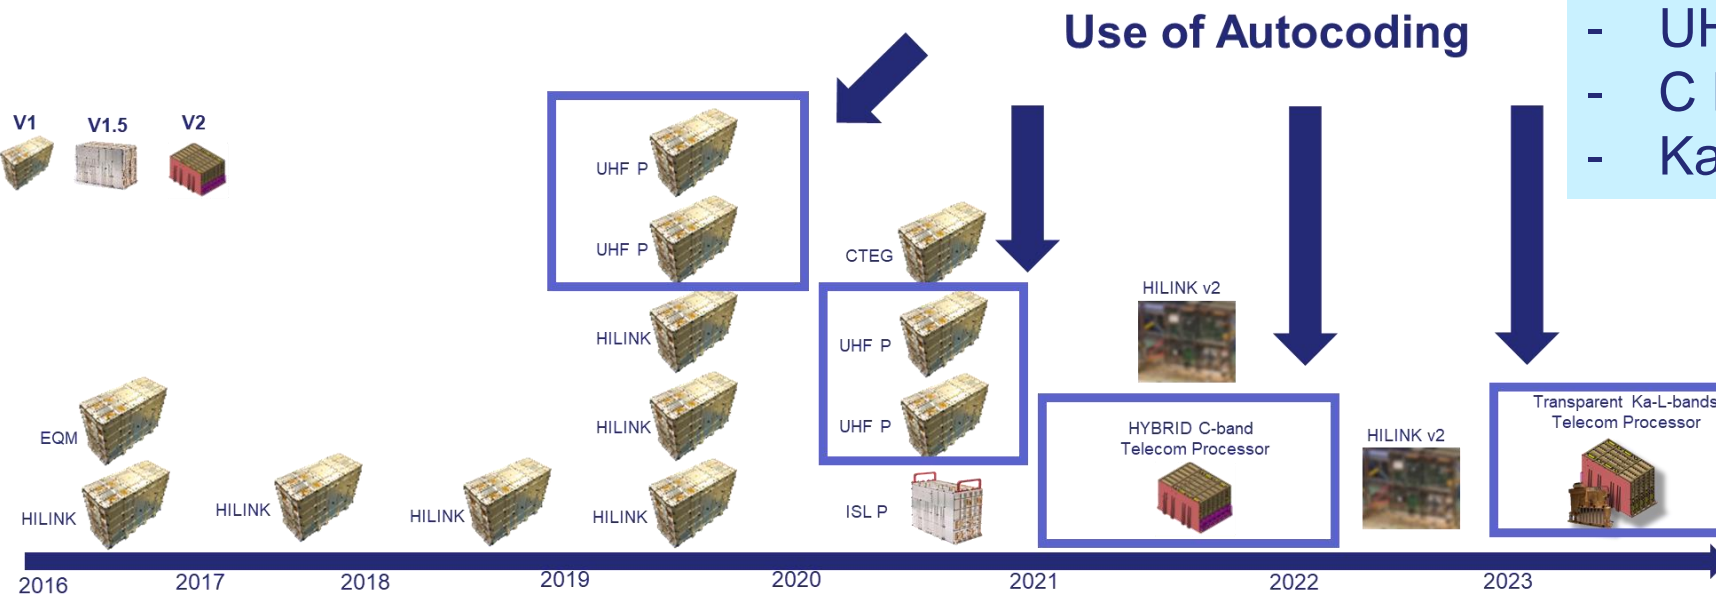 Use of Autocoding
- UH
- C
- Ka
V1
V1.5
V2
UHF P
UHF P
CTEG
HILINK
UHF P
HILINK v2
HILINK
UHF P
EQM
HYBRID C-band
Telecom Processor
HILINK v2
Transparent Ka-L-bands
Telecom Processor
HILINK
HILINK
HILINK
HILINK
ISL P
2016
2017
2018
2019
2020
2021
2022
2023